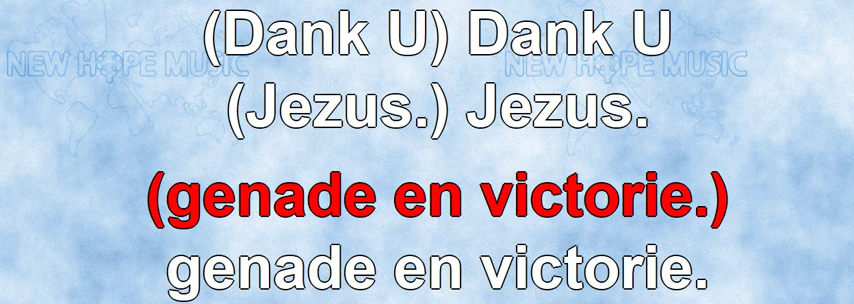 (Dank U) Dank U
NEW HOPE MUSIC NEW HOPE MUSIC
(Jezus.) Jezus.
(genade en victorie.)
genade en victorie.